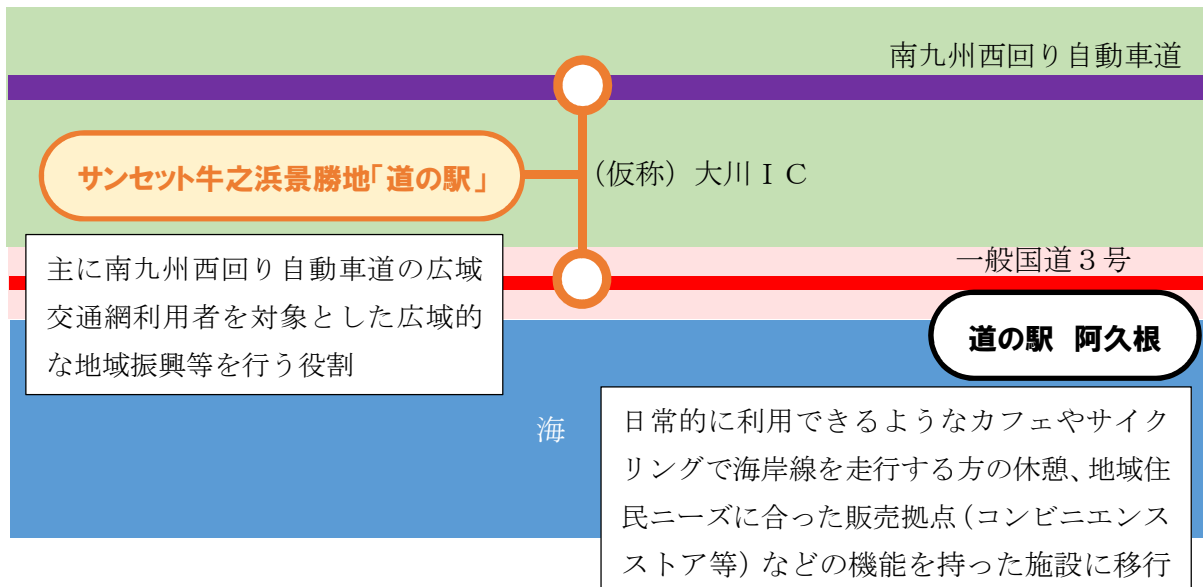 南九州西回り自動車道
サンセット牛之浜景勝地「道の駅」
（仮称）大川ＩＣ
主に南九州西回り自動車道の広域
交通網利用者を対象とした広域的
な地域振興等を行う役割
一般国道３号
道の駅　阿久根
海
日常的に利用できるようなカフェやサイク
リングで海岸線を走行する方の休憩、地域住
民ニーズに合った販売拠点（コンビニエンス
ストア等）などの機能を持った施設に移行